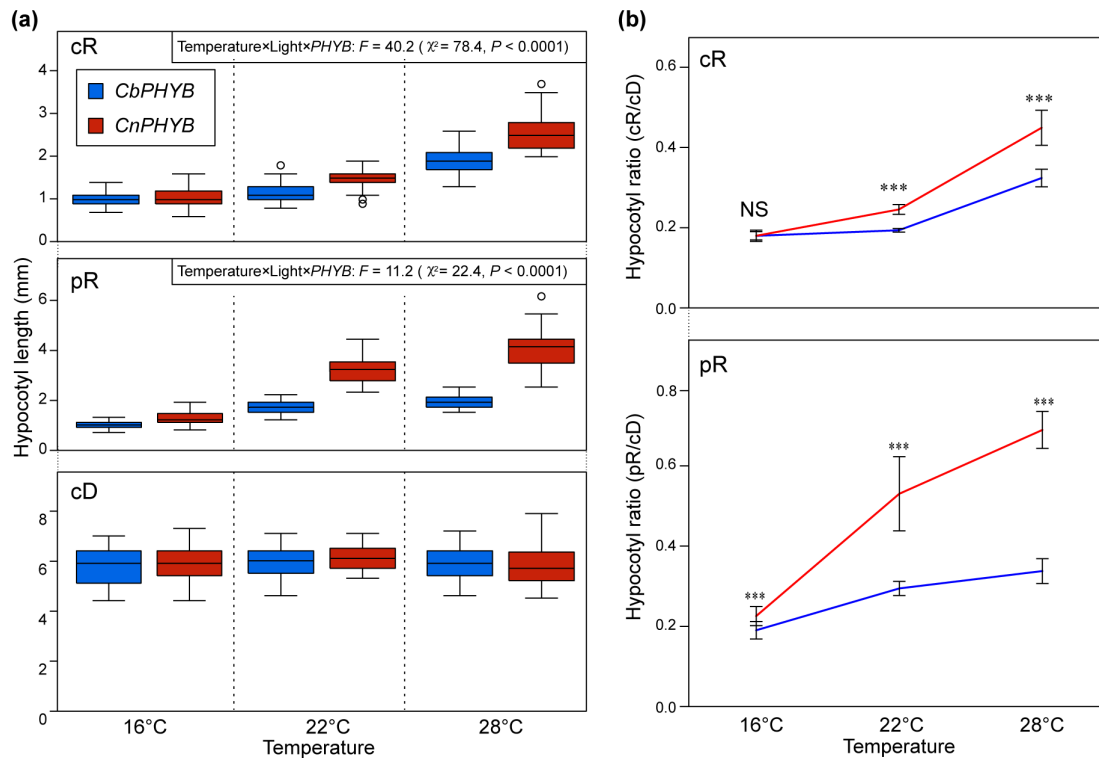 (a)
cR
Temperature×Light×PHYB: F = 40.2 ( χ²= 78.4, P < 0.0001)
CbPHYB
CnPHYB
4
3
2
1
0
pR
Temperature×Light×PHYB: F = 11.2 ( χ²= 22.4, P < 0.0001)
6
4
2
0
Hypocotyl length (mm)
cD
8
6
4
2
0
16°C
22°C
28°C
Temperature
(b)
cR
0.6
0.4
0.2
0.0
Hypocotyl ratio (cR/cD)
NS
***
***
pR
0.8
0.6
0.4
0.2
0.0
Hypocotyl ratio (pR/cD)
***
***
***
16°C
22°C
28°C
Temperature